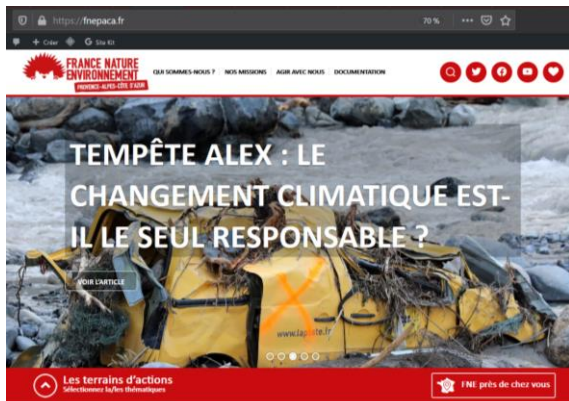 https://fnepaca.fr
70 %
+ Créer
Site Kit
FRANCE NATURE
ENVIRONNEMENT
PROVENCE-ALPES-CÔTE D'AZUR
QUI SOMMES-NOUS ?
NOS MISSIONS
AGIR AVEC NOUS
DOCUMENTATION
TEMPÊTE ALEX : LE
CHANGEMENT CLIMATIQUE EST-
IL LE SEUL RESPONSABLE ?
VOIR L'ARTICLE
www.laposte.fr
Les terrains d'actions
Sélectionnez la/les thématiques
FNE près de chez vous